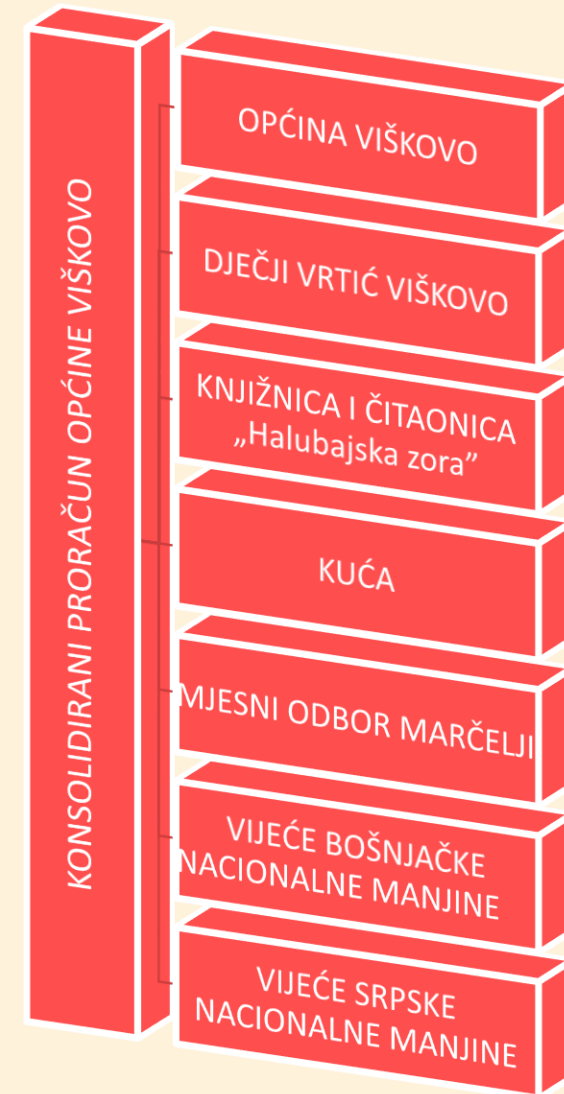 KONSOLIDIRANI PRORAČUN OPĆINE VIŠKOVO
OPĆINA VIŠKOVO
DJEČJI VRTIĆ VIŠKOVO
KNJIŽNICA I ČITAONICA
„Halubajska zora”
KUĆA
MJESNI ODBOR MARČELJI
VIJEĆE BOŠNJAČKE
NACIONALNE MANJINE
VIJEĆE SRPSKE
NACIONALNE MANJINE